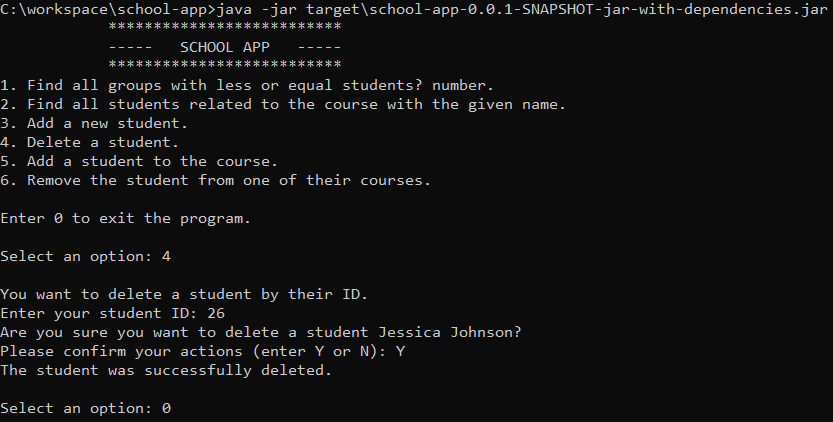 C:\workspace\school-app>java -jar target\school-app-0.0.1-SNAPSHOT-jar-with-dependencies.jar
**************************
-----   SCHOOL APP   -----
**************************
1. Find all groups with less or equal students? number.
2. Find all students related to the course with the given name.
3. Add a new student.
4. Delete a student.
5. Add a student to the course.
6. Remove the student from one of their courses.
Enter 0 to exit the program.
Select an option: 4
You want to delete a student by their ID.
Enter your student ID: 26
Are you sure you want to delete a student Jessica Johnson?
Please confirm your actions (enter Y or N): Y
The student was successfully deleted.
Select an option: 0